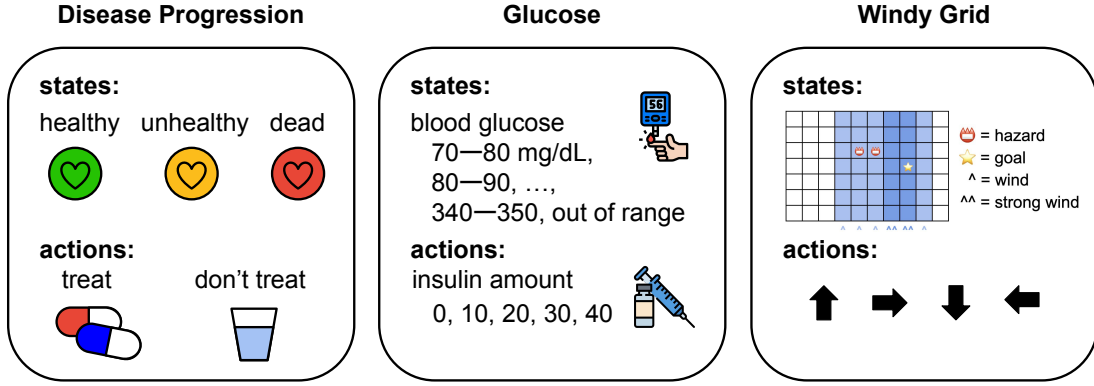 Disease Progression
states:
healthy unhealthy dead
actions:
treat don't treat
Glucose
states:
56
blood glucose
70—80 mg/dL,
80—90, …,
340—350, out of range
actions:
insulin amount
0, 10, 20, 30, 40
Windy Grid
states:
= hazard
= goal
^ = wind
^^ = strong wind
^ ^ ^ ^^ ^^ ^
actions: